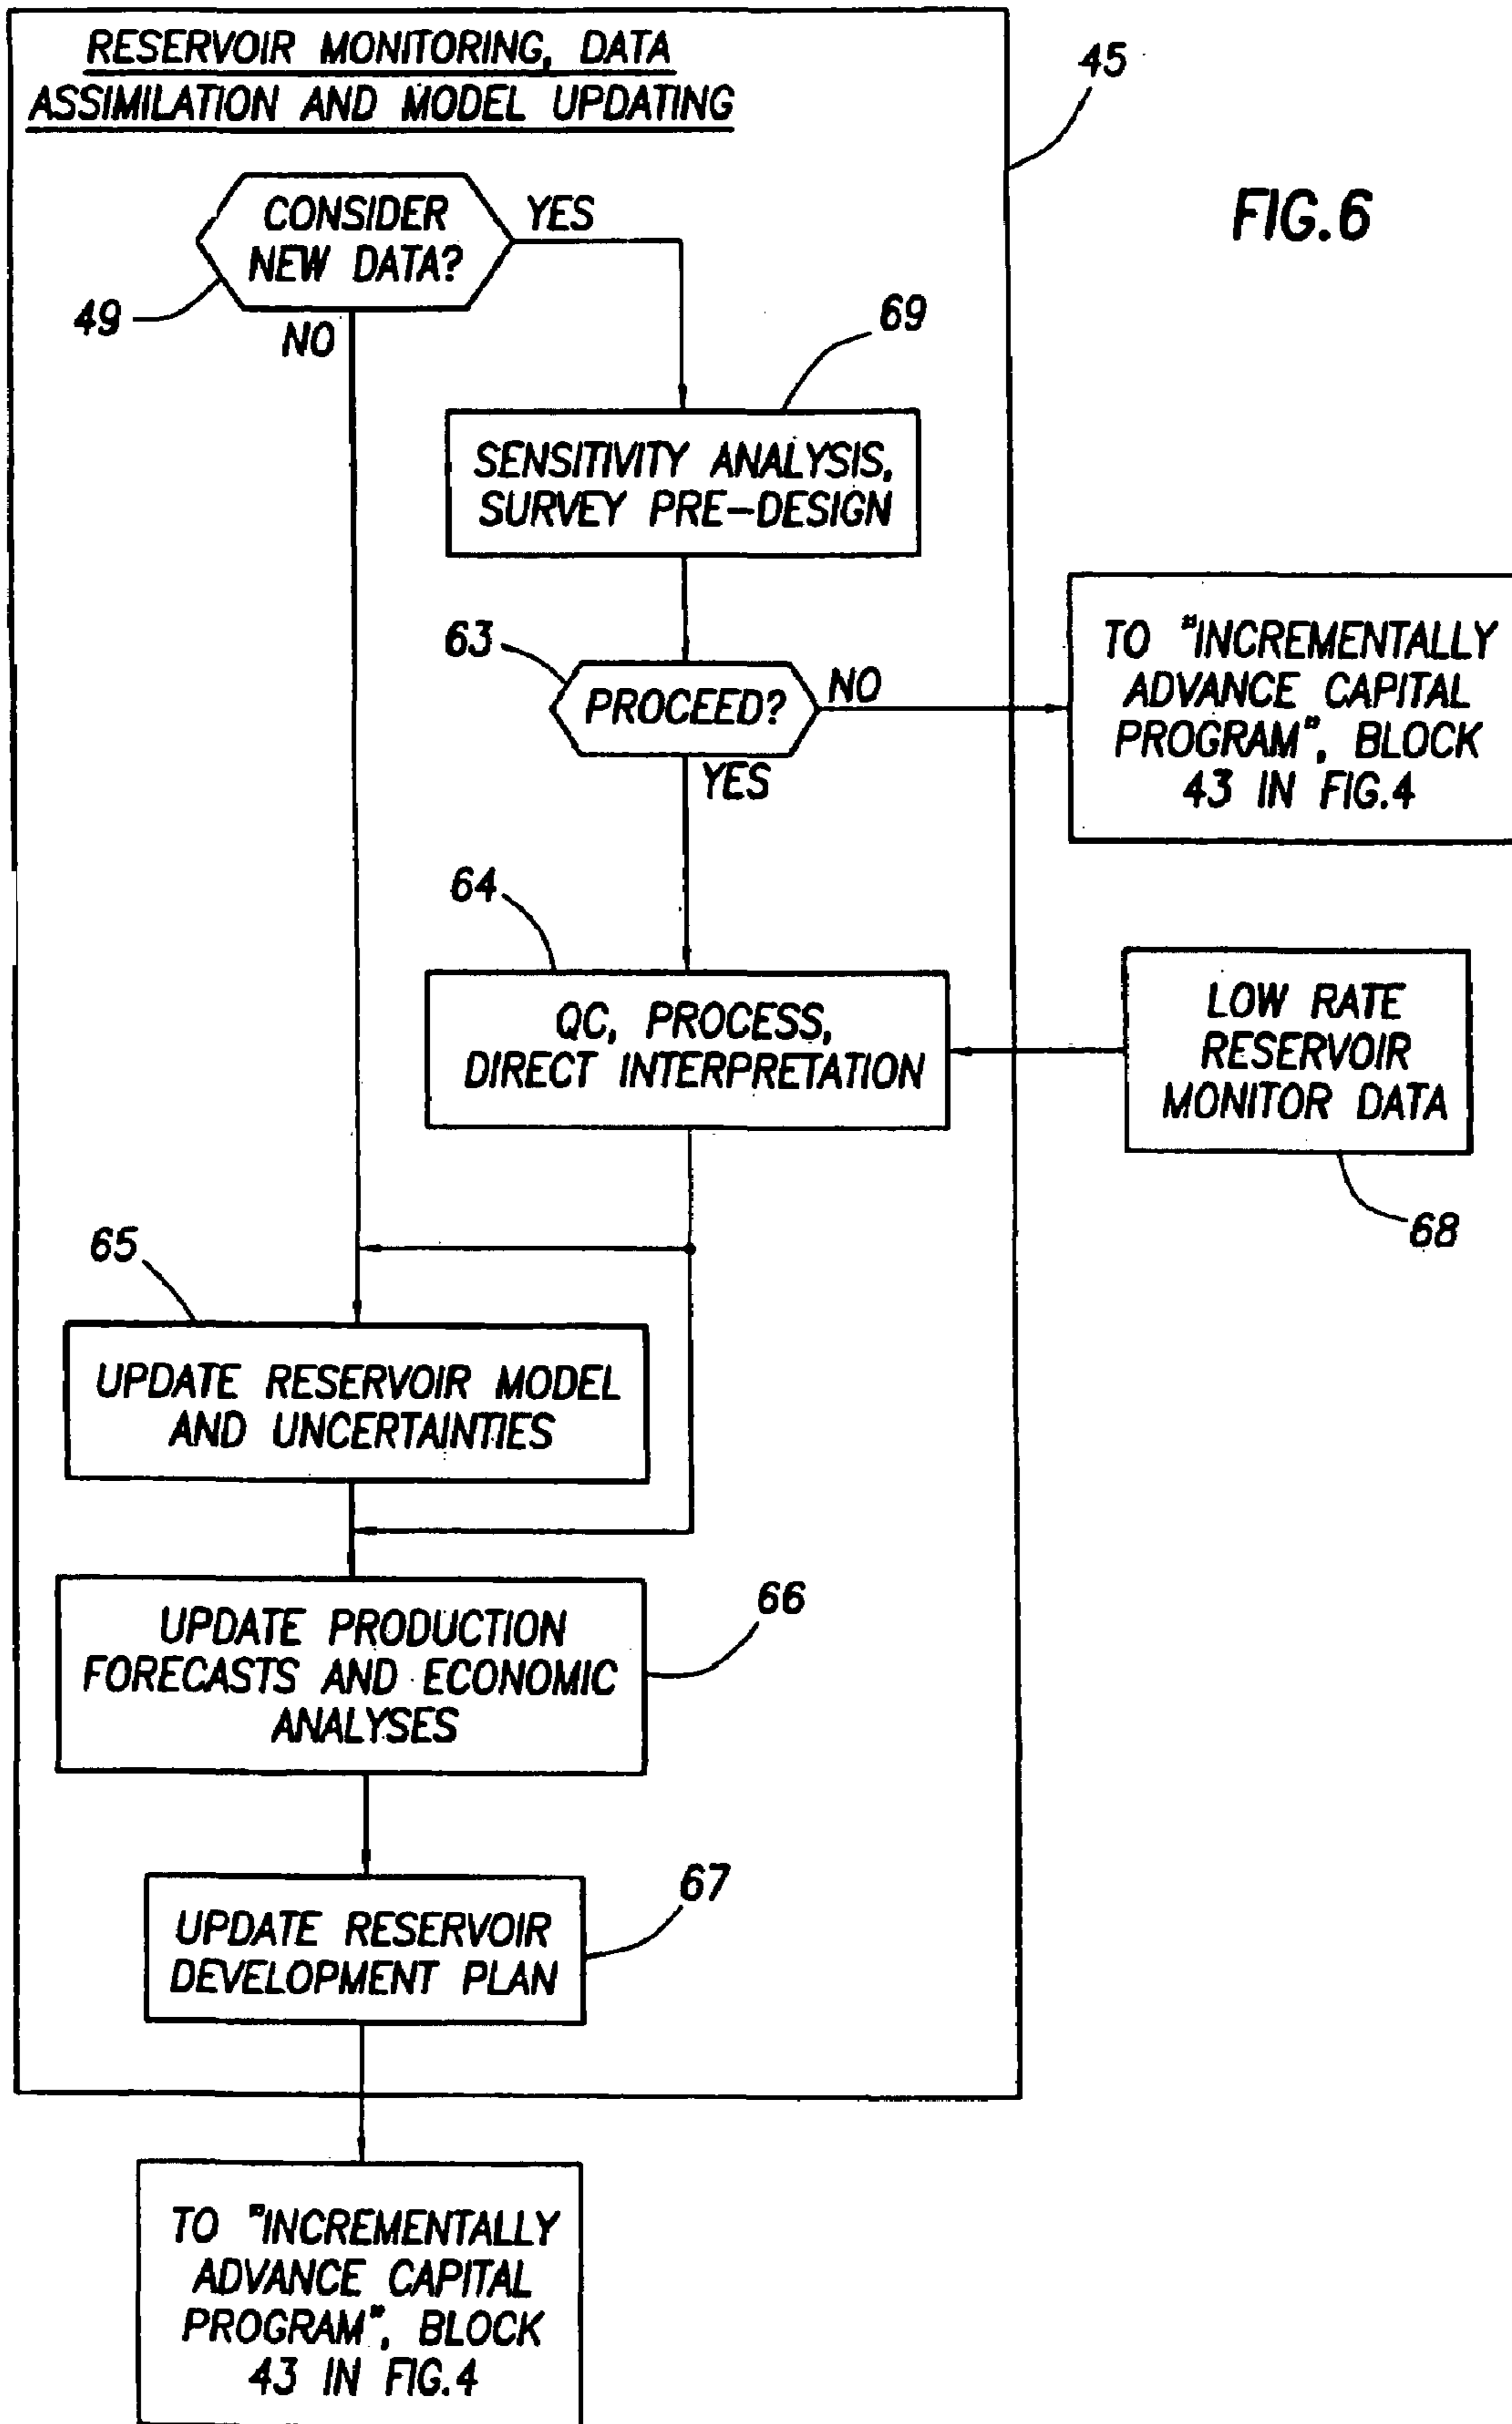 RESERVOIR MONITORING, DATA
ASSIMILATION AND MODEL UPDATING
45
FIG.6
CONSIDER
NEW DATA?
YES
49
NO
69
SENSITIVITY ANALYSIS,
SURVEY PRE-DESIGN
63
PROCEED?
NO
YES
TO "INCREMENTALLY
ADVANCE CAPITAL
PROGRAM", BLOCK
43 IN FIG.4
64
QC, PROCESS,
DIRECT INTERPRETATION
LOW RATE
RESERVOIR
MONITOR DATA
68
65
UPDATE RESERVOIR MODEL
AND UNCERTAINTIES
66
UPDATE PRODUCTION
FORECASTS AND ECONOMIC
ANALYSES
67
UPDATE RESERVOIR
DEVELOPMENT PLAN
TO "INCREMENTALLY
ADVANCE CAPITAL
PROGRAM", BLOCK
43 IN FIG.4